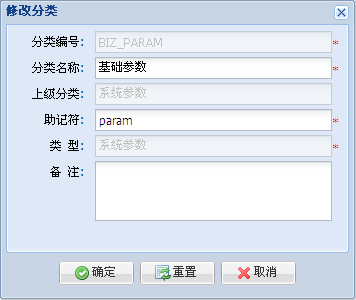 修改分类
分类编号: BIZ_PARAM *
分类名称: 基础参数 *
上级分类: 系统参数
助记符: param *
类 型: 系统参数 *
备 注:
确定 重置 取消